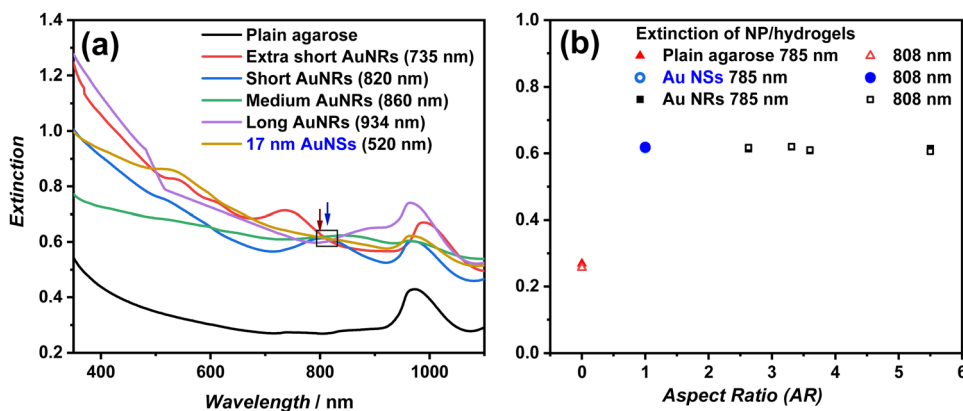 (a)
Plain agarose
Extra short AuNRs (735 nm)
Short AuNRs (820 nm)
Medium AuNRs (860 nm)
Long AuNRs (934 nm)
17 nm AuNSs (520 nm)
Extinction
1.4
1.2
1.0
0.8
0.6
0.4
0.2
400 600 800 1000
Wavelength / nm
(b)
Extinction of NP/hydrogels
Plain agarose 785 nm 808 nm
Au NSs 785 nm 808 nm
Au NRs 785 nm 808 nm
1.0
0.8
0.6
0.4
0.2
0.0
0 1 2 3 4 5 6
Aspect Ratio (AR)